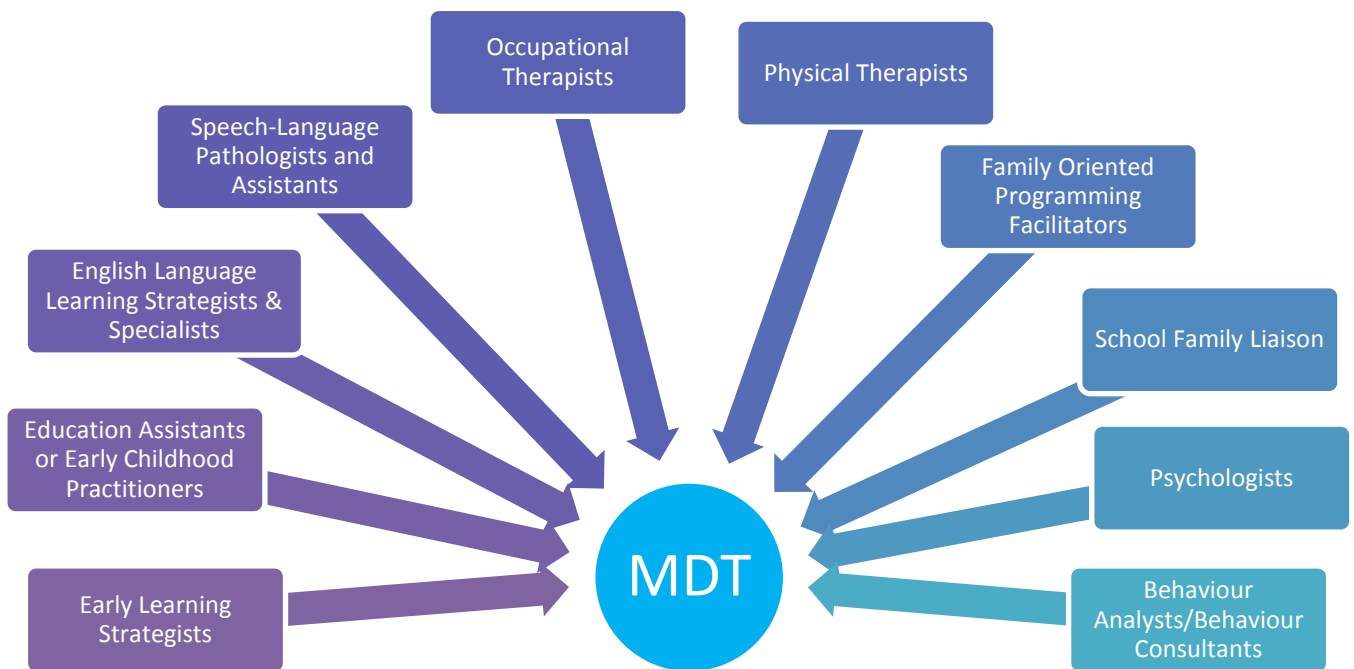 Occupational
Therapists
Physical Therapists
Speech-Language
Pathologists and
Assistants
Family Oriented
Programming
Facilitators
English Language
Learning Strategists &
Specialists
School Family Liaison
Education Assistants
or Early Childhood
Practitioners
Psychologists
MDT
Early Learning
Strategists
Behaviour
Analysts/Behaviour
Consultants